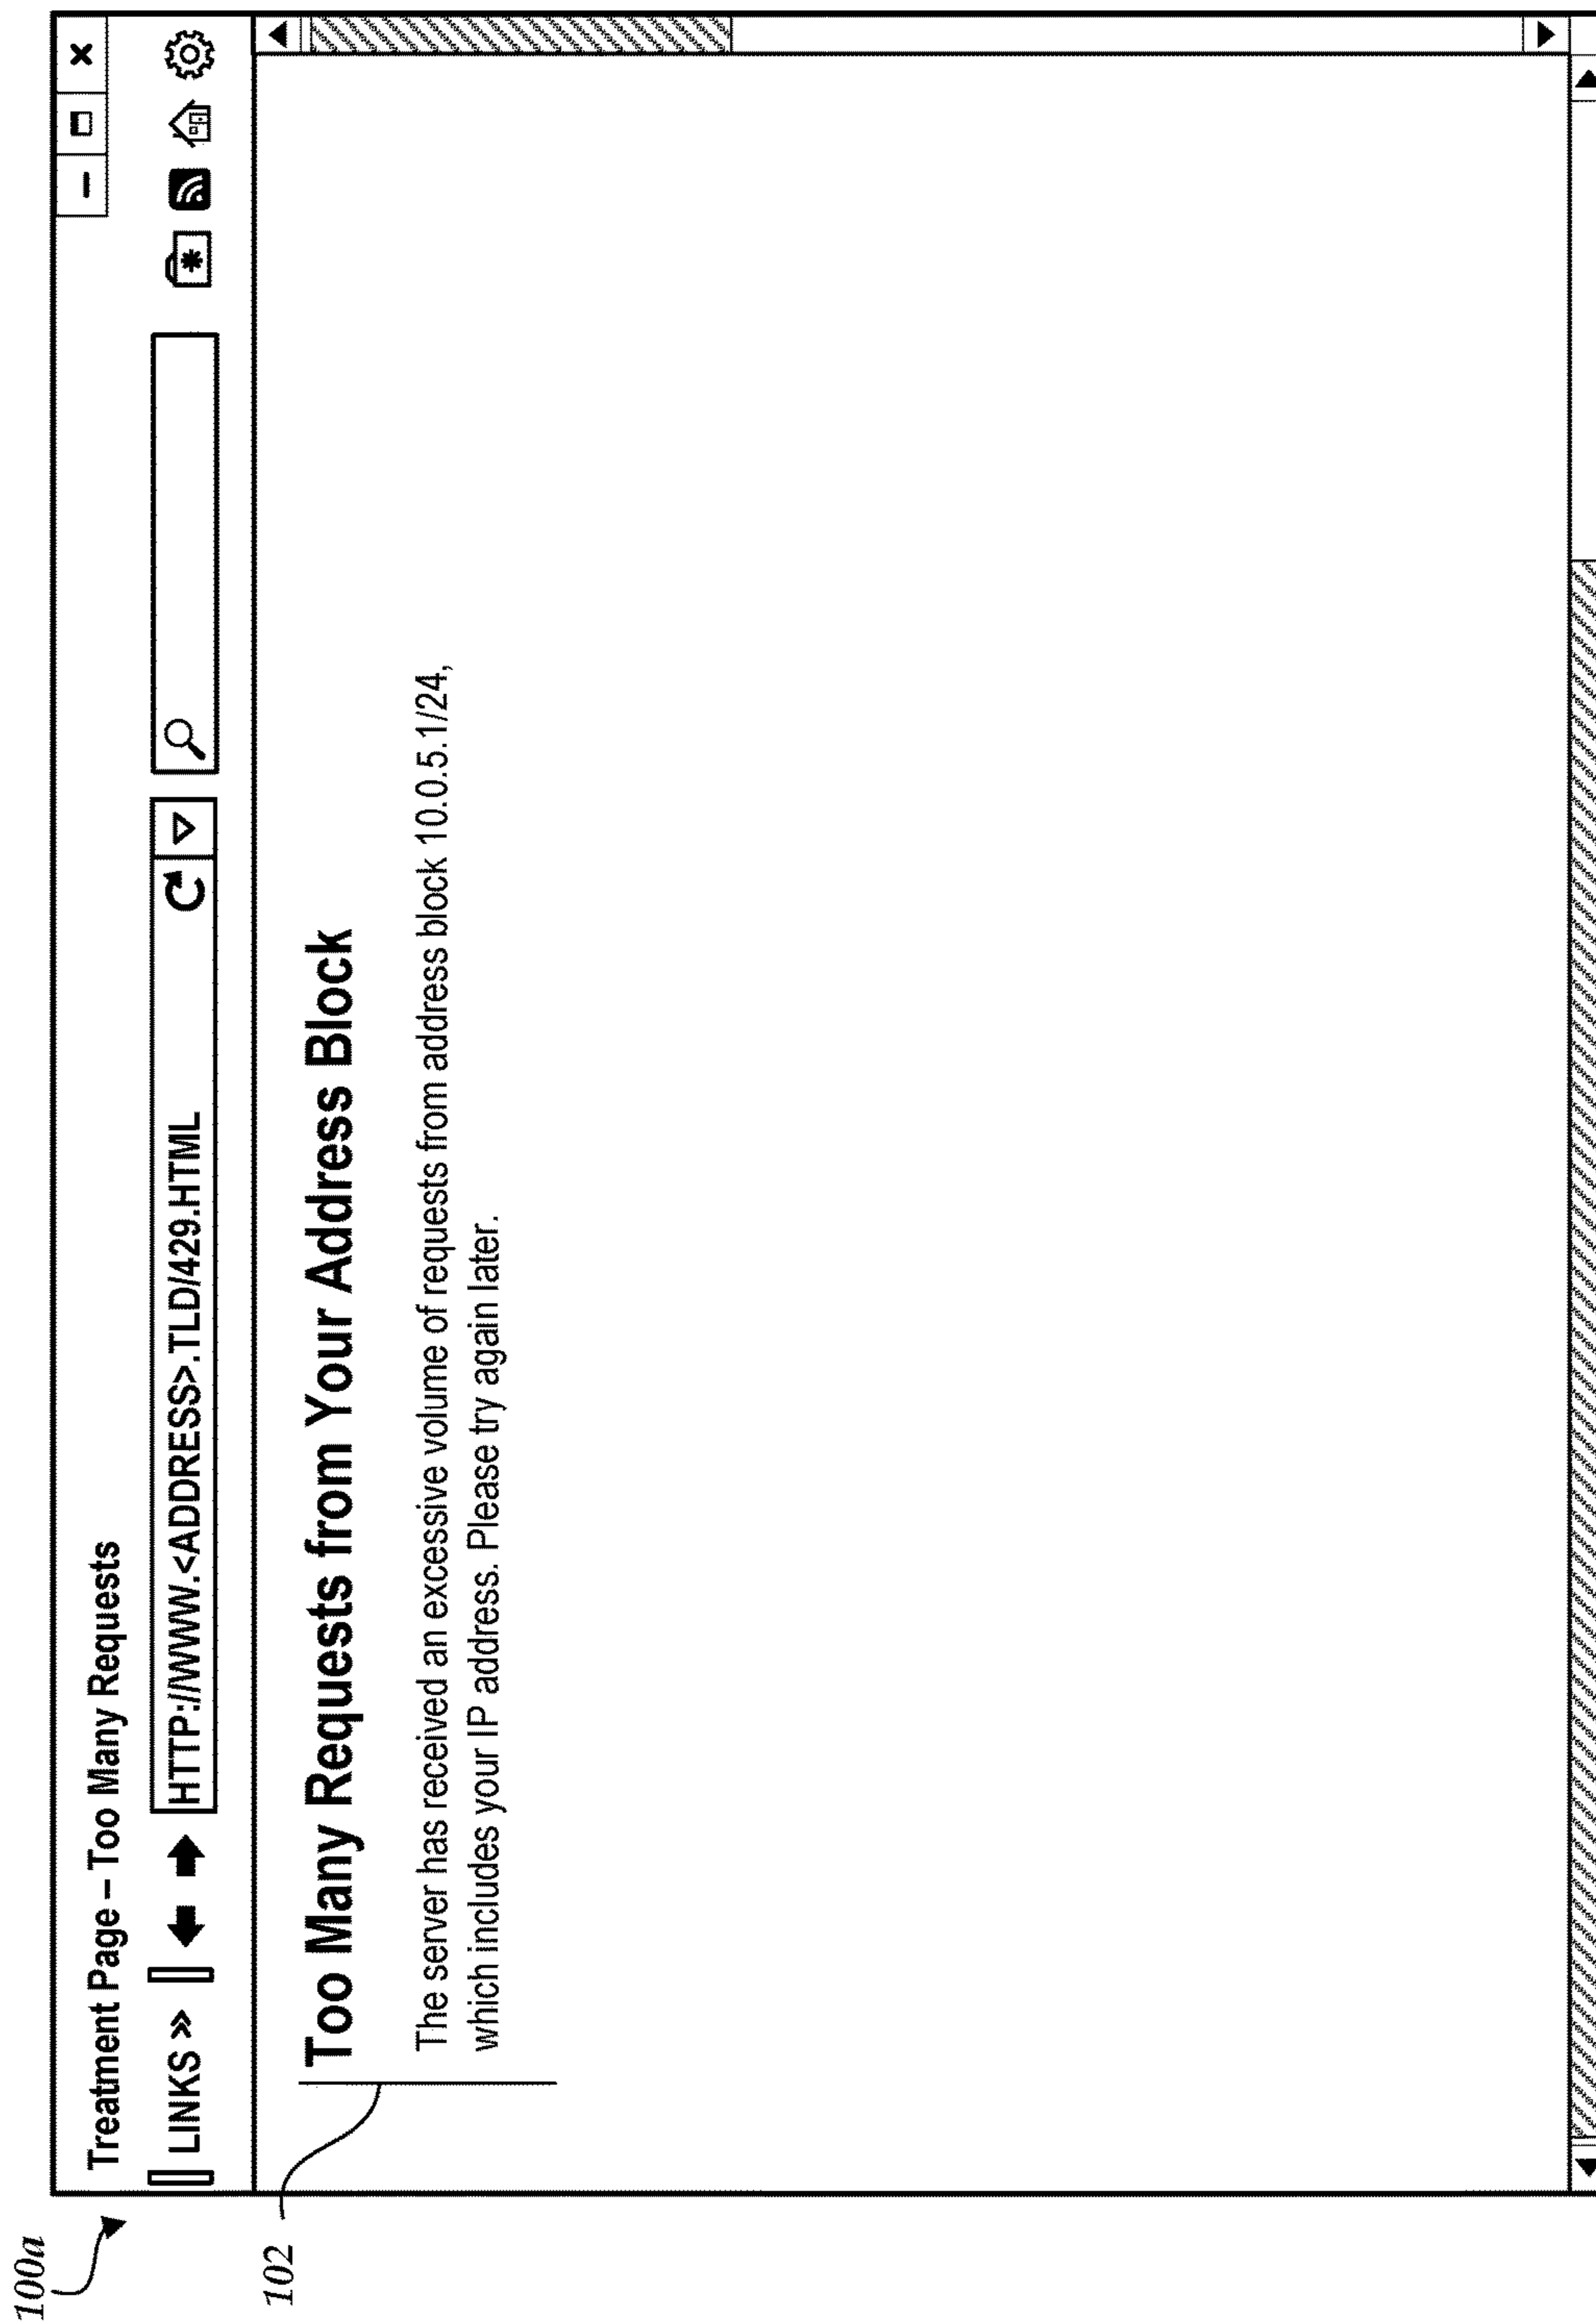 100a
Treatment Page – Too Many Requests
LINKS »
HTTP://WWW.<ADDRESS>.TLD/429.HTML
102
Too Many Requests from Your Address Block
The server has received an excessive volume of requests from address block 10.0.5.1/24,
which includes your IP address. Please try again later.